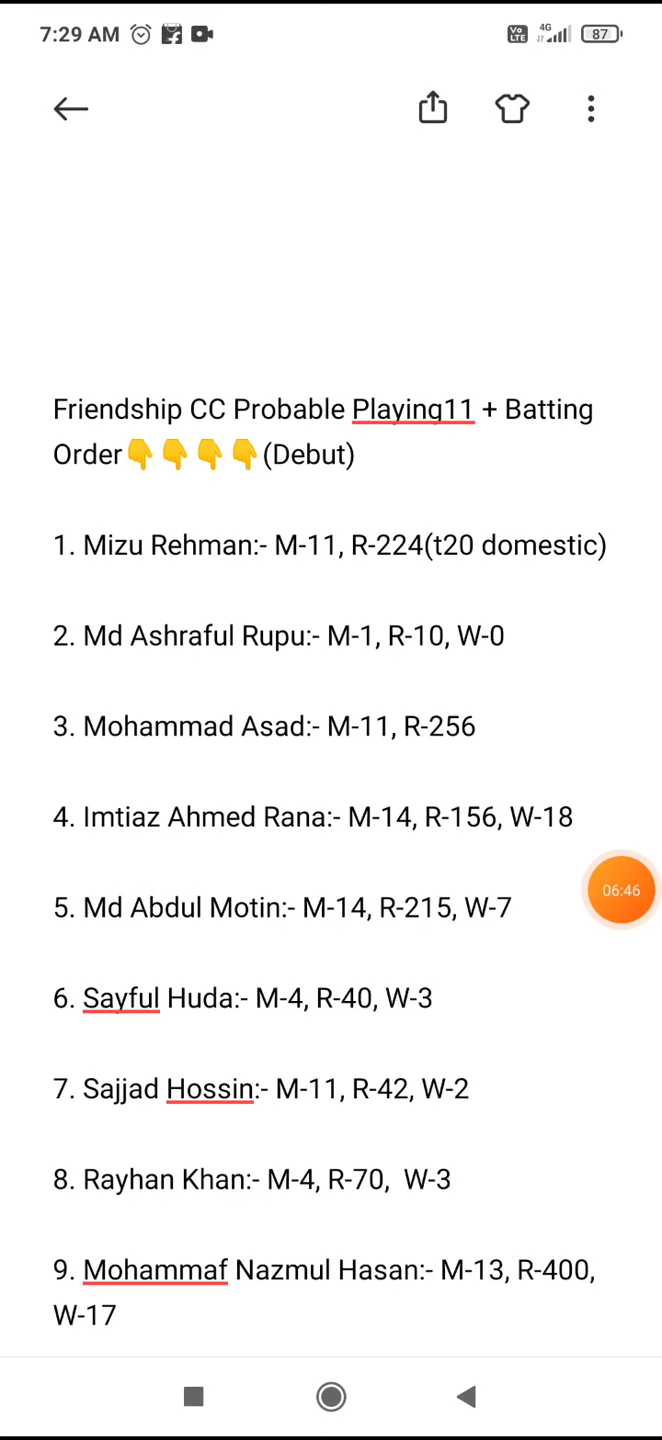 7:29 AM
Vo LTE
4G
87
Friendship CC Probable Playing11 + Batting
Order👇👇👇👇(Debut)
1. Mizu Rehman:- M-11, R-224(t20 domestic)
2. Md Ashraful Rupu:- M-1, R-10, W-0
3. Mohammad Asad:- M-11, R-256
4. Imtiaz Ahmed Rana:- M-14, R-156, W-18
06:46
5. Md Abdul Motin:- M-14, R-215, W-7
6. Sayful Huda:- M-4, R-40, W-3
7. Sajjad Hossin:- M-11, R-42, W-2
8. Rayhan Khan:- M-4, R-70,  W-3
9. Mohammaf Nazmul Hasan:- M-13, R-400,
W-17